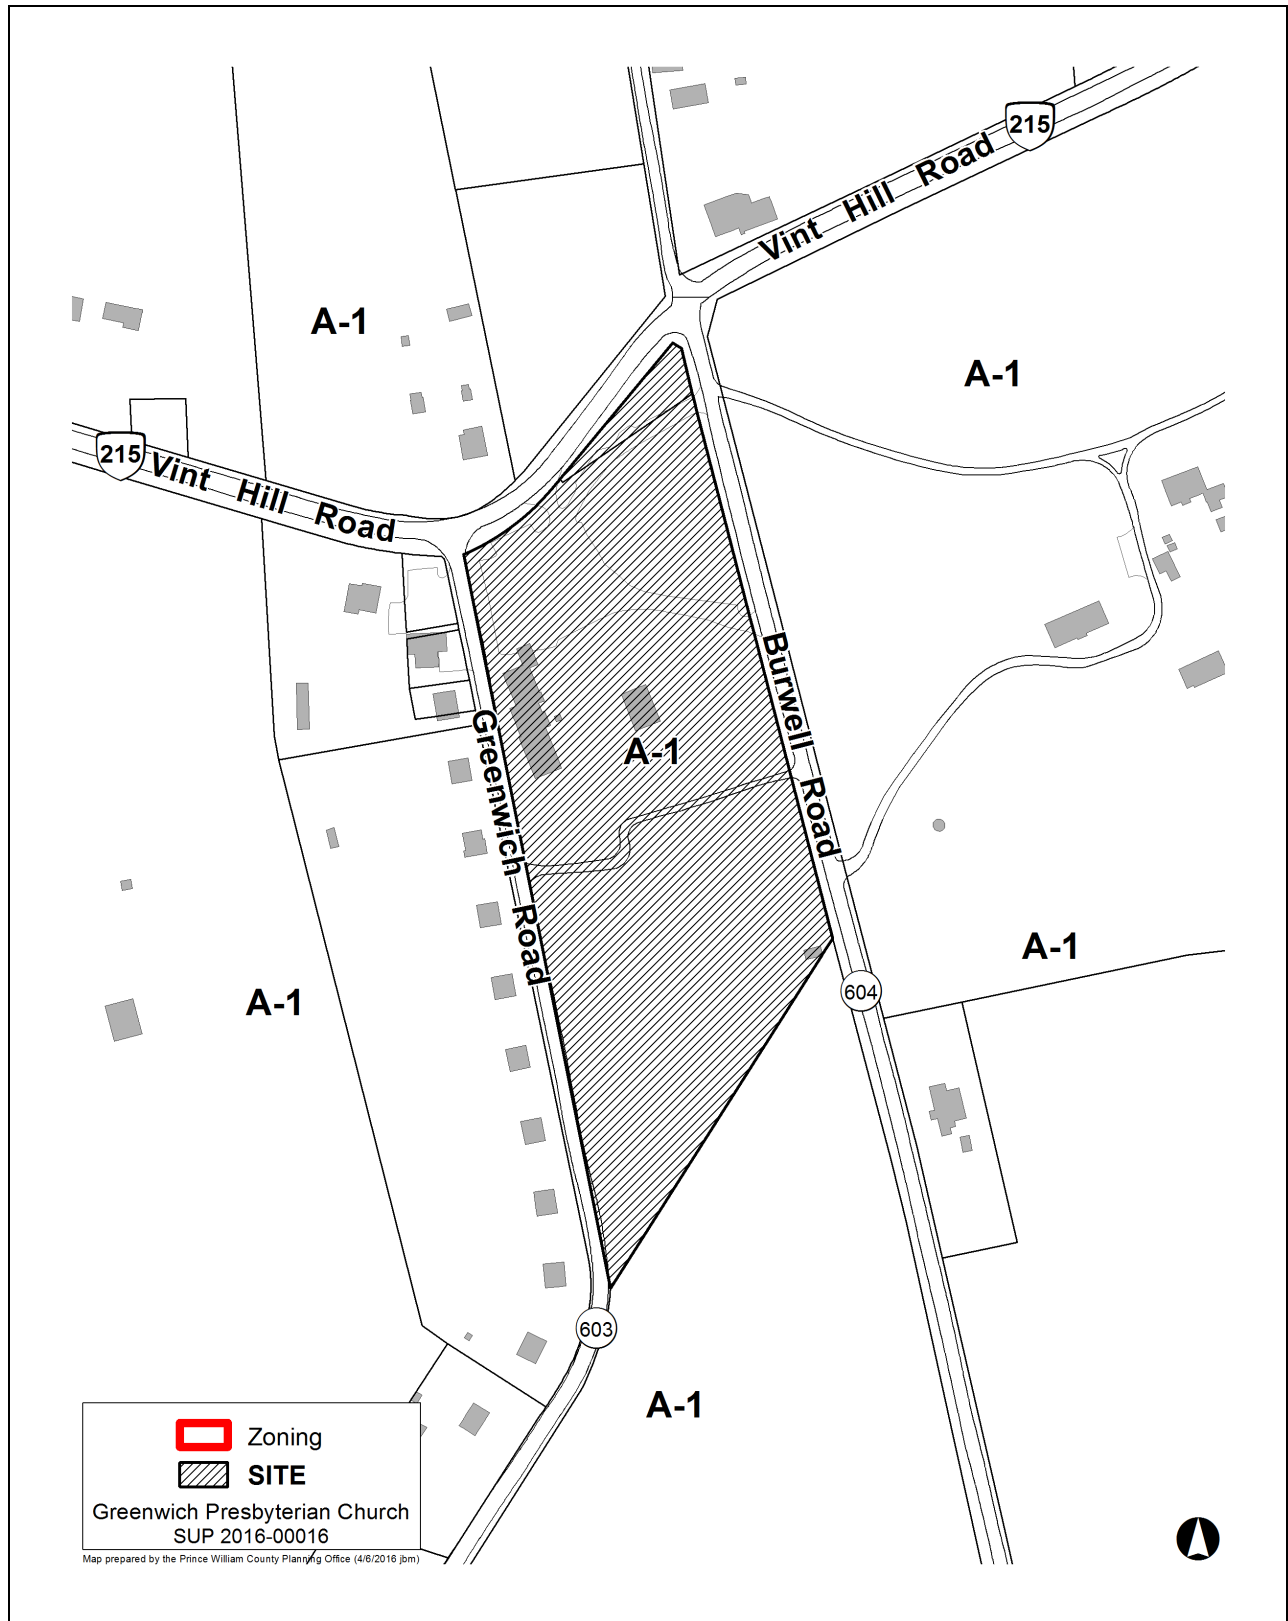 215
Vint Hill Road
A-1
A-1
215
Vint Hill Road
Burwell Road
Greenwich Road
A-1
A-1
604
A-1
603
A-1
Zoning
SITE
Greenwich Presbyterian Church
SUP 2016-00016
Map prepared by the Prince William County Planning Office (4/6/2016 jbm)